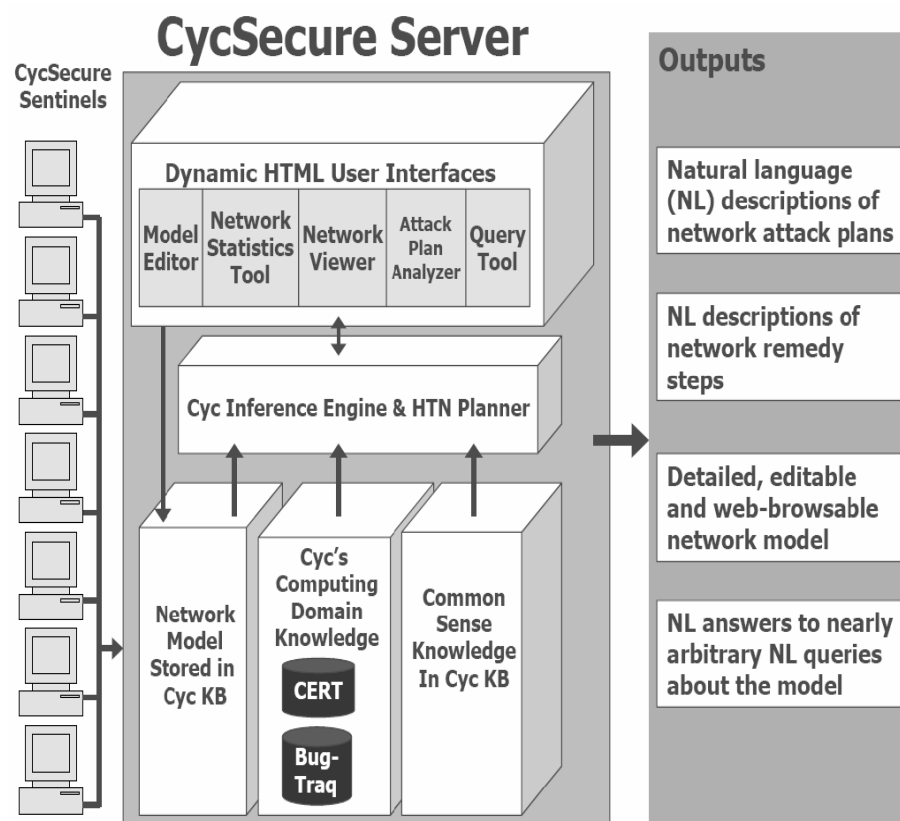 CycSecure Server
CycSecure
Sentinels
Dynamic HTML User Interfaces
Model
Editor
Network
Statistics
Tool
Network
Viewer
Attack
Plan
Analyzer
Query
Tool
Cyc Inference Engine & HTN Planner
Network
Model
Stored in
Cyc KB
Cyc's
Computing
Domain
Knowledge
CERT
Bug-
Traq
Common
Sense
Knowledge
In Cyc KB
Outputs
Natural language
(NL) descriptions of
network attack plans
NL descriptions of
network remedy
steps
Detailed, editable
and web-browsable
network model
NL answers to nearly
arbitrary NL queries
about the model